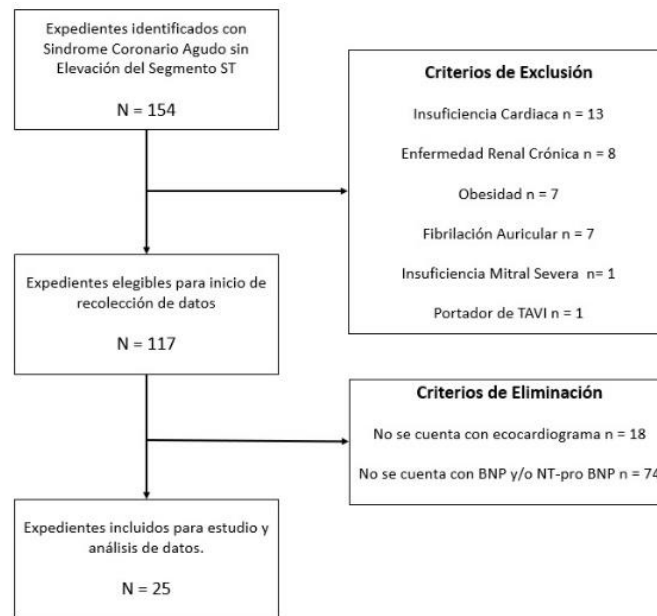 Expedientes identificados con
Sindrome Coronario Agudo sin
Elevación del Segmento ST
N = 154
Criterios de Exclusión
Insuficiencia Cardiaca n = 13
Enfermedad Renal Crónica n = 8
Obesidad n = 7
Fibrilación Auricular n = 7
Insuficiencia Mitral Severa n= 1
Portador de TAVI n = 1
Expedientes elegibles para inicio de
recolección de datos
N = 117
Criterios de Eliminación
No se cuenta con ecocardiograma n = 18
No se cuenta con BNP y/o NT-pro BNP n = 74
Expedientes incluidos para estudio y
análisis de datos.
N = 25